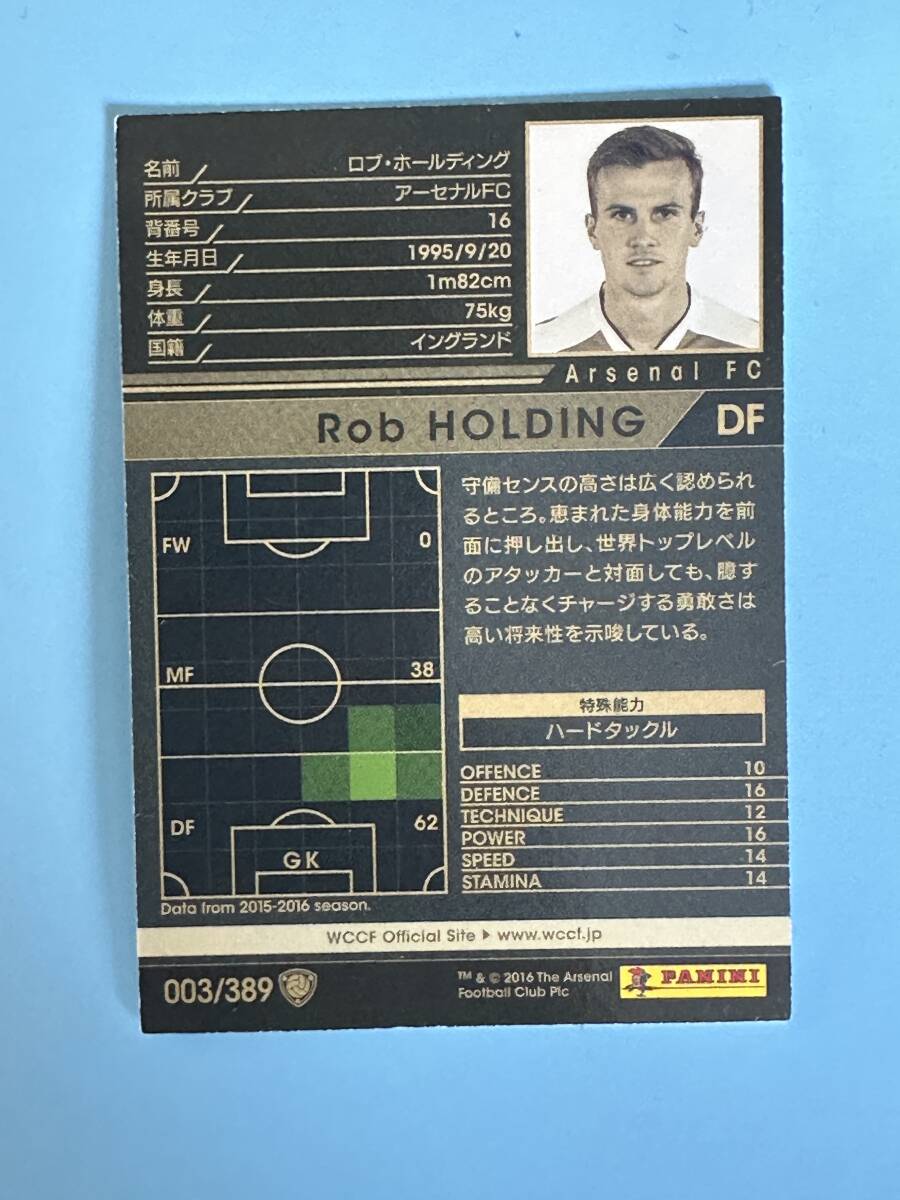 名前 ロブ・ホールディング
所属クラブ アーセナルFC
背番号 16
生年月日 1995/9/20
身長 1m82cm
体重 75kg
国籍 イングランド
Arsenal FC
Rob HOLDING DF
FW 0
MF 38
DF 62
GK
Data from 2015-2016 season.
守備センスの高さは広く認められ
るところ。恵まれた身体能力を前
面に押し出し、世界トップレベル
のアタッカーと対面しても、臆す
ることなくチャージする勇敢さは
高い将来性を示唆している。
特殊能力
ハードタックル
OFFENCE 10
DEFENCE 16
TECHNIQUE 12
POWER 16
SPEED 14
STAMINA 14
WCCF Official Site ▶ www.wccf.jp
003/389
™ & © 2016 The Arsenal
Football Club Plc
PANINI